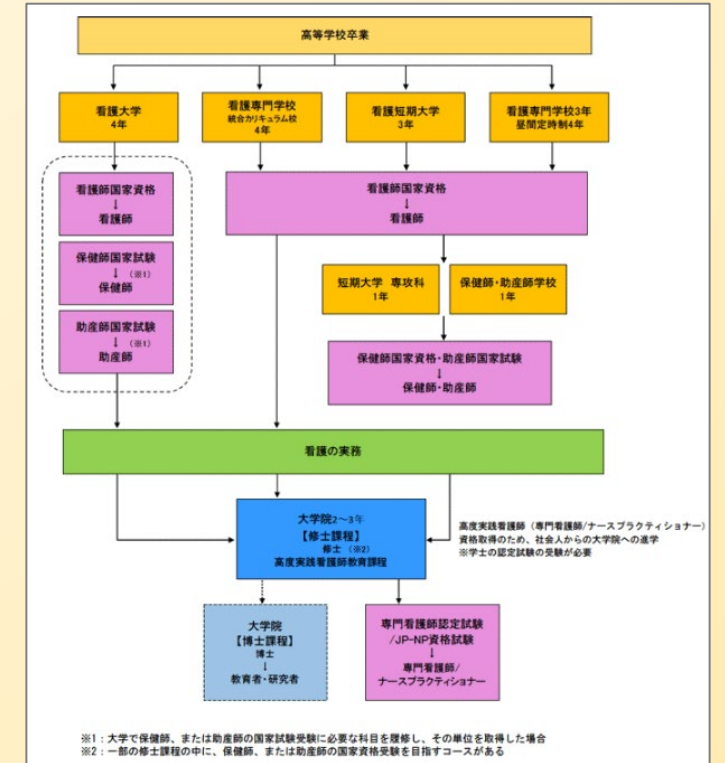 高等学校卒業
看護大学
4年
看護専門学校
統合カリキュラム校
4年
看護短期大学
3年
看護専門学校3年
昼間定時制4年
看護師国家資格
↓
看護師
保健師国家試験
↓ (※1)
保健師
助産師国家試験
↓ (※1)
助産師
看護師国家資格
↓
看護師
短期大学 専攻科
1年
保健師・助産師学校
1年
保健師国家資格・助産師国家試験
↓
保健師・助産師
看護の実務
大学院2～3年
【修士課程】
修士 (※2)
高度実践看護師教育課程
高度実践看護師（専門看護師/ナースプラクティショナー）
資格取得のため、社会人からの大学院への進学
※学士の認定試験の受験が必要
大学院
【博士課程】
博士
↓
教育者・研究者
専門看護師認定試験
/JP-NP資格試験
↓
専門看護師/
ナースプラクティショナー
※1：大学で保健師、または助産師の国家試験受験に必要な科目を履修し、その単位を取得した場合
※2：一部の修士課程の中に、保健師、または助産師の国家資格受験を目指すコースがある